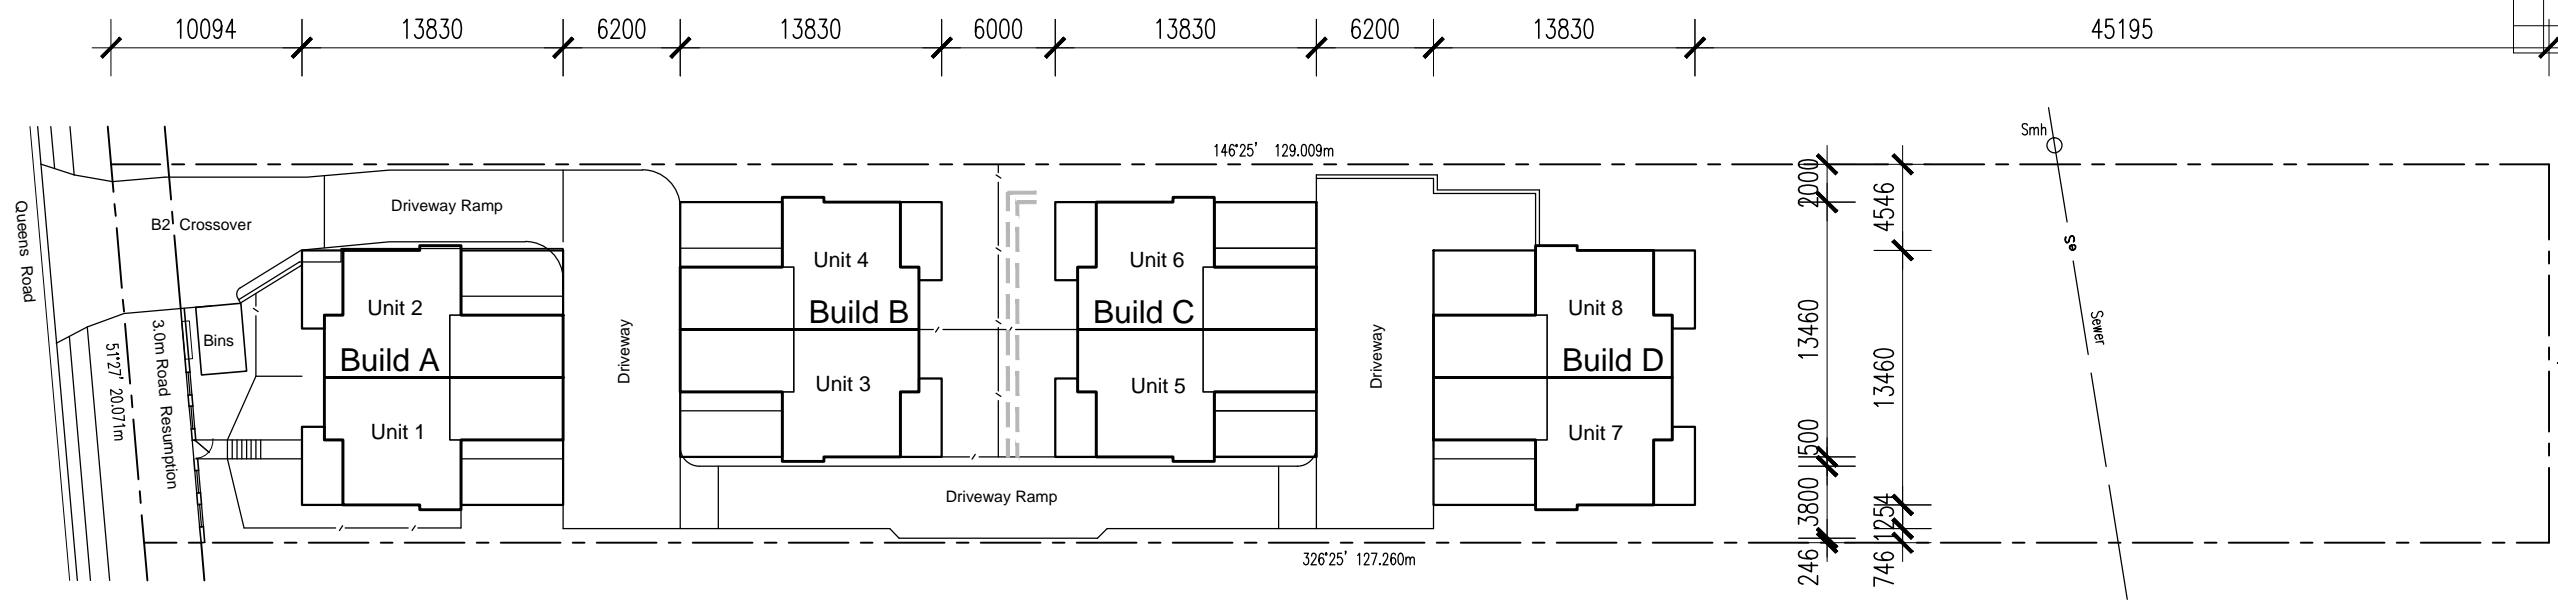 10094 13830 6200 13830 6000 13830 6200 13830 45195
Smh
146°25' 129.009m
2000
4546
Driveway Ramp
B2 Crossover
Queens Road
SeS
Unit 4
Unit 6
Unit 2
Unit 8
Build B
Build C
13460
Sewer
Bins
3.0m Road Resumption
51°27' 20.071m
Driveway
Driveway
Build A
Build D
13460
Unit 3
Unit 5
Unit 1
Unit 7
500
Driveway Ramp
3800
1254
326°25' 127.260m
246
746